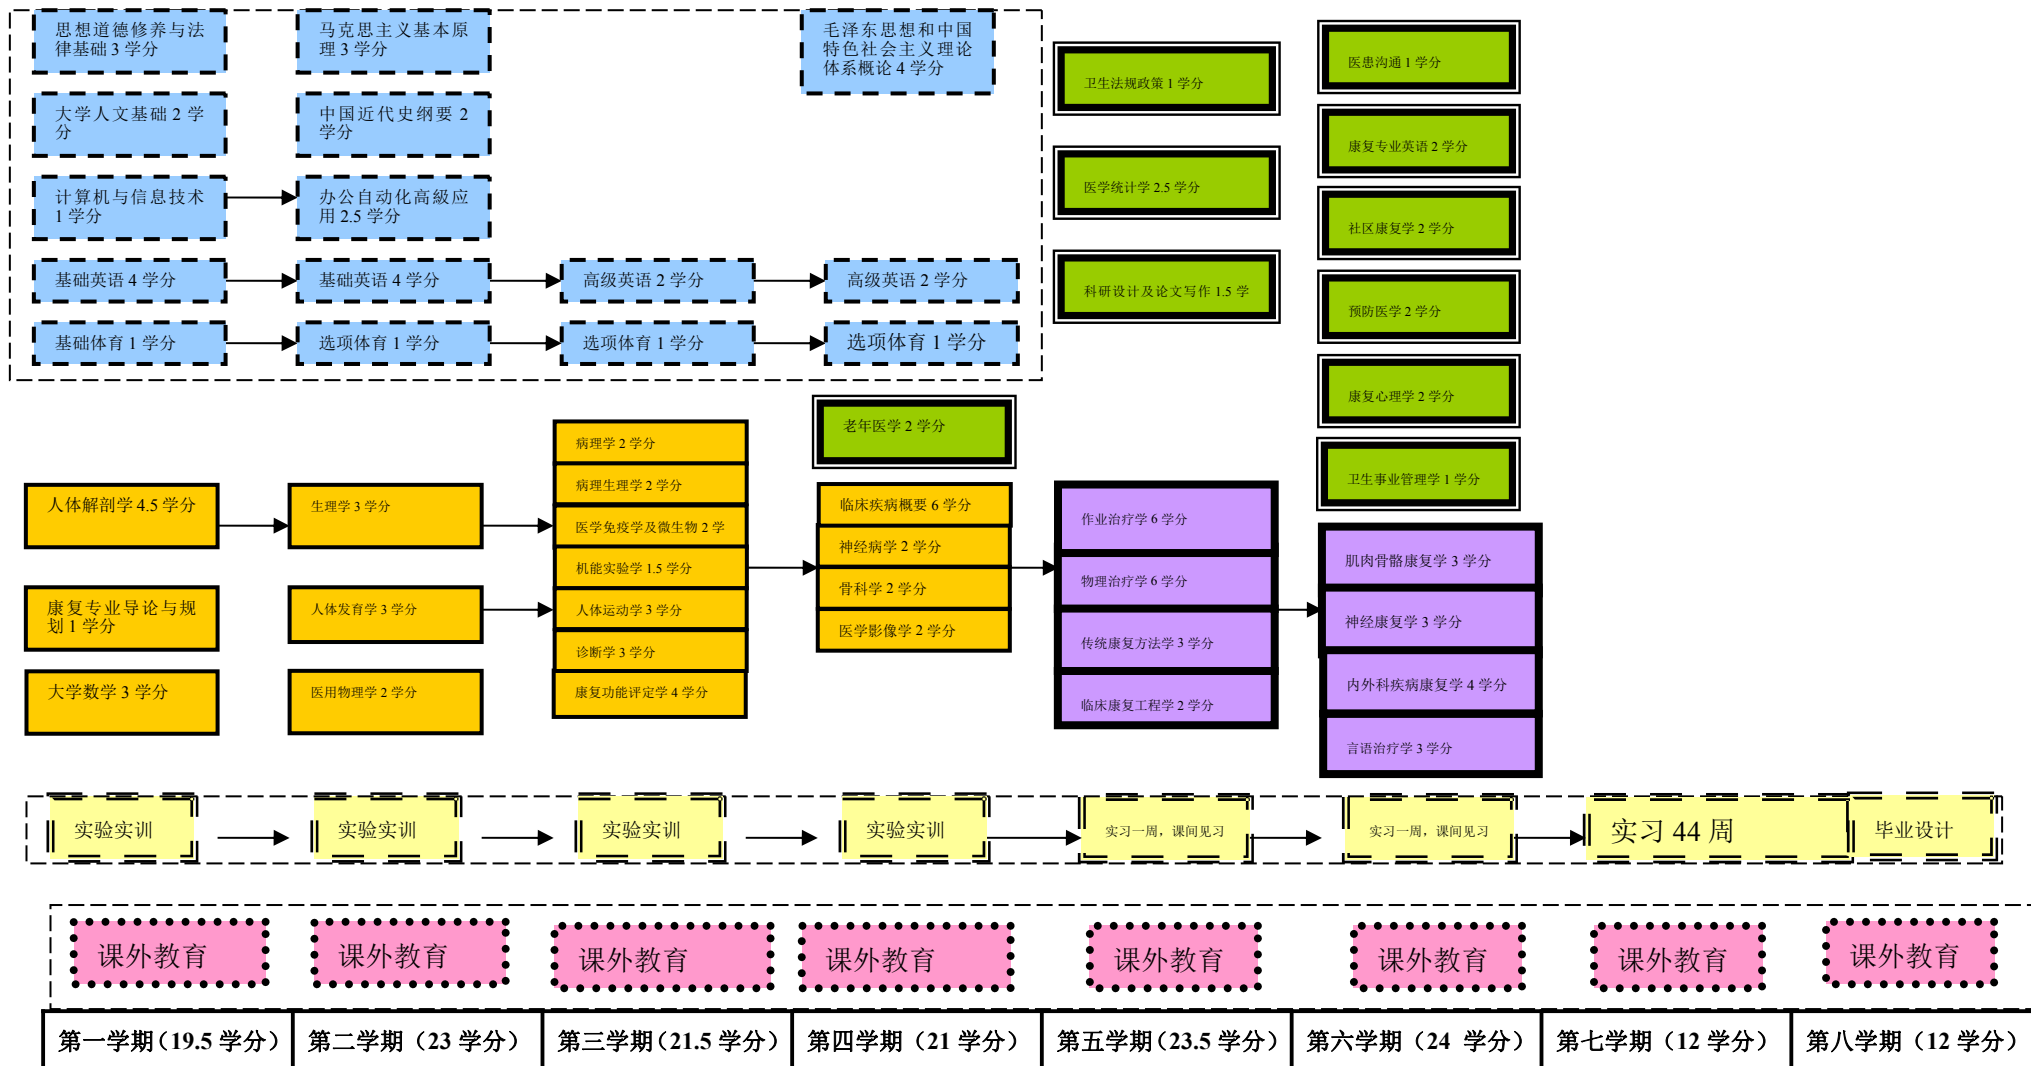 思想道德修养与法
律基础 3 学分
马克思主义基本原
理 3 学分
毛泽东思想和中国
特色社会主义理论
体系概论 4 学分
大学人文基础 2 学
分
中国近代史纲要 2
学分
计算机与信息技术
1 学分
办公自动化高級应
用 2.5 学分
基础英语 4 学分
基础英语 4 学分
高级英语 2 学分
高级英语 2 学分
基础体育 1 学分
选项体育 1 学分
选项体育 1 学分
选项体育 1 学分
卫生法规政策 1 学分
医学统计学 2.5 学分
科研设计及论文写作 1.5 学
医患沟通 1 学分
康复专业英语 2 学分
社区康复学 2 学分
预防医学 2 学分
康复心理学 2 学分
卫生事业管理学 1 学分
老年医学 2 学分
人体解剖学 4.5 学分
康复专业导论与规
划 1 学分
大学数学 3 学分
生理学 3 学分
人体发育学 3 学分
医用物理学 2 学分
病理学 2 学分
病理生理学 2 学分
医学免疫学及微生物 2 学
机能实验学 1.5 学分
人体运动学 3 学分
诊断学 3 学分
康复功能评定学 4 学分
临床疾病概要 6 学分
神经病学 2 学分
骨科学 2 学分
医学影像学 2 学分
作业治疗学 6 学分
物理治疗学 6 学分
传统康复方法学 3 学分
临床康复工程学 2 学分
肌肉骨骼康复学 3 学分
神经康复学 3 学分
内外科疾病康复学 4 学分
言语治疗学 3 学分
实验实训
实验实训
实验实训
实验实训
实习一周，课间见习
实习一周，课间见习
实习 44 周
毕业设计
课外教育
课外教育
课外教育
课外教育
课外教育
课外教育
课外教育
课外教育
第一学期（19.5 学分）
第二学期（23 学分）
第三学期（21.5 学分）
第四学期（21 学分）
第五学期（23.5 学分）
第六学期（24 学分）
第七学期（12 学分）
第八学期（12 学分）